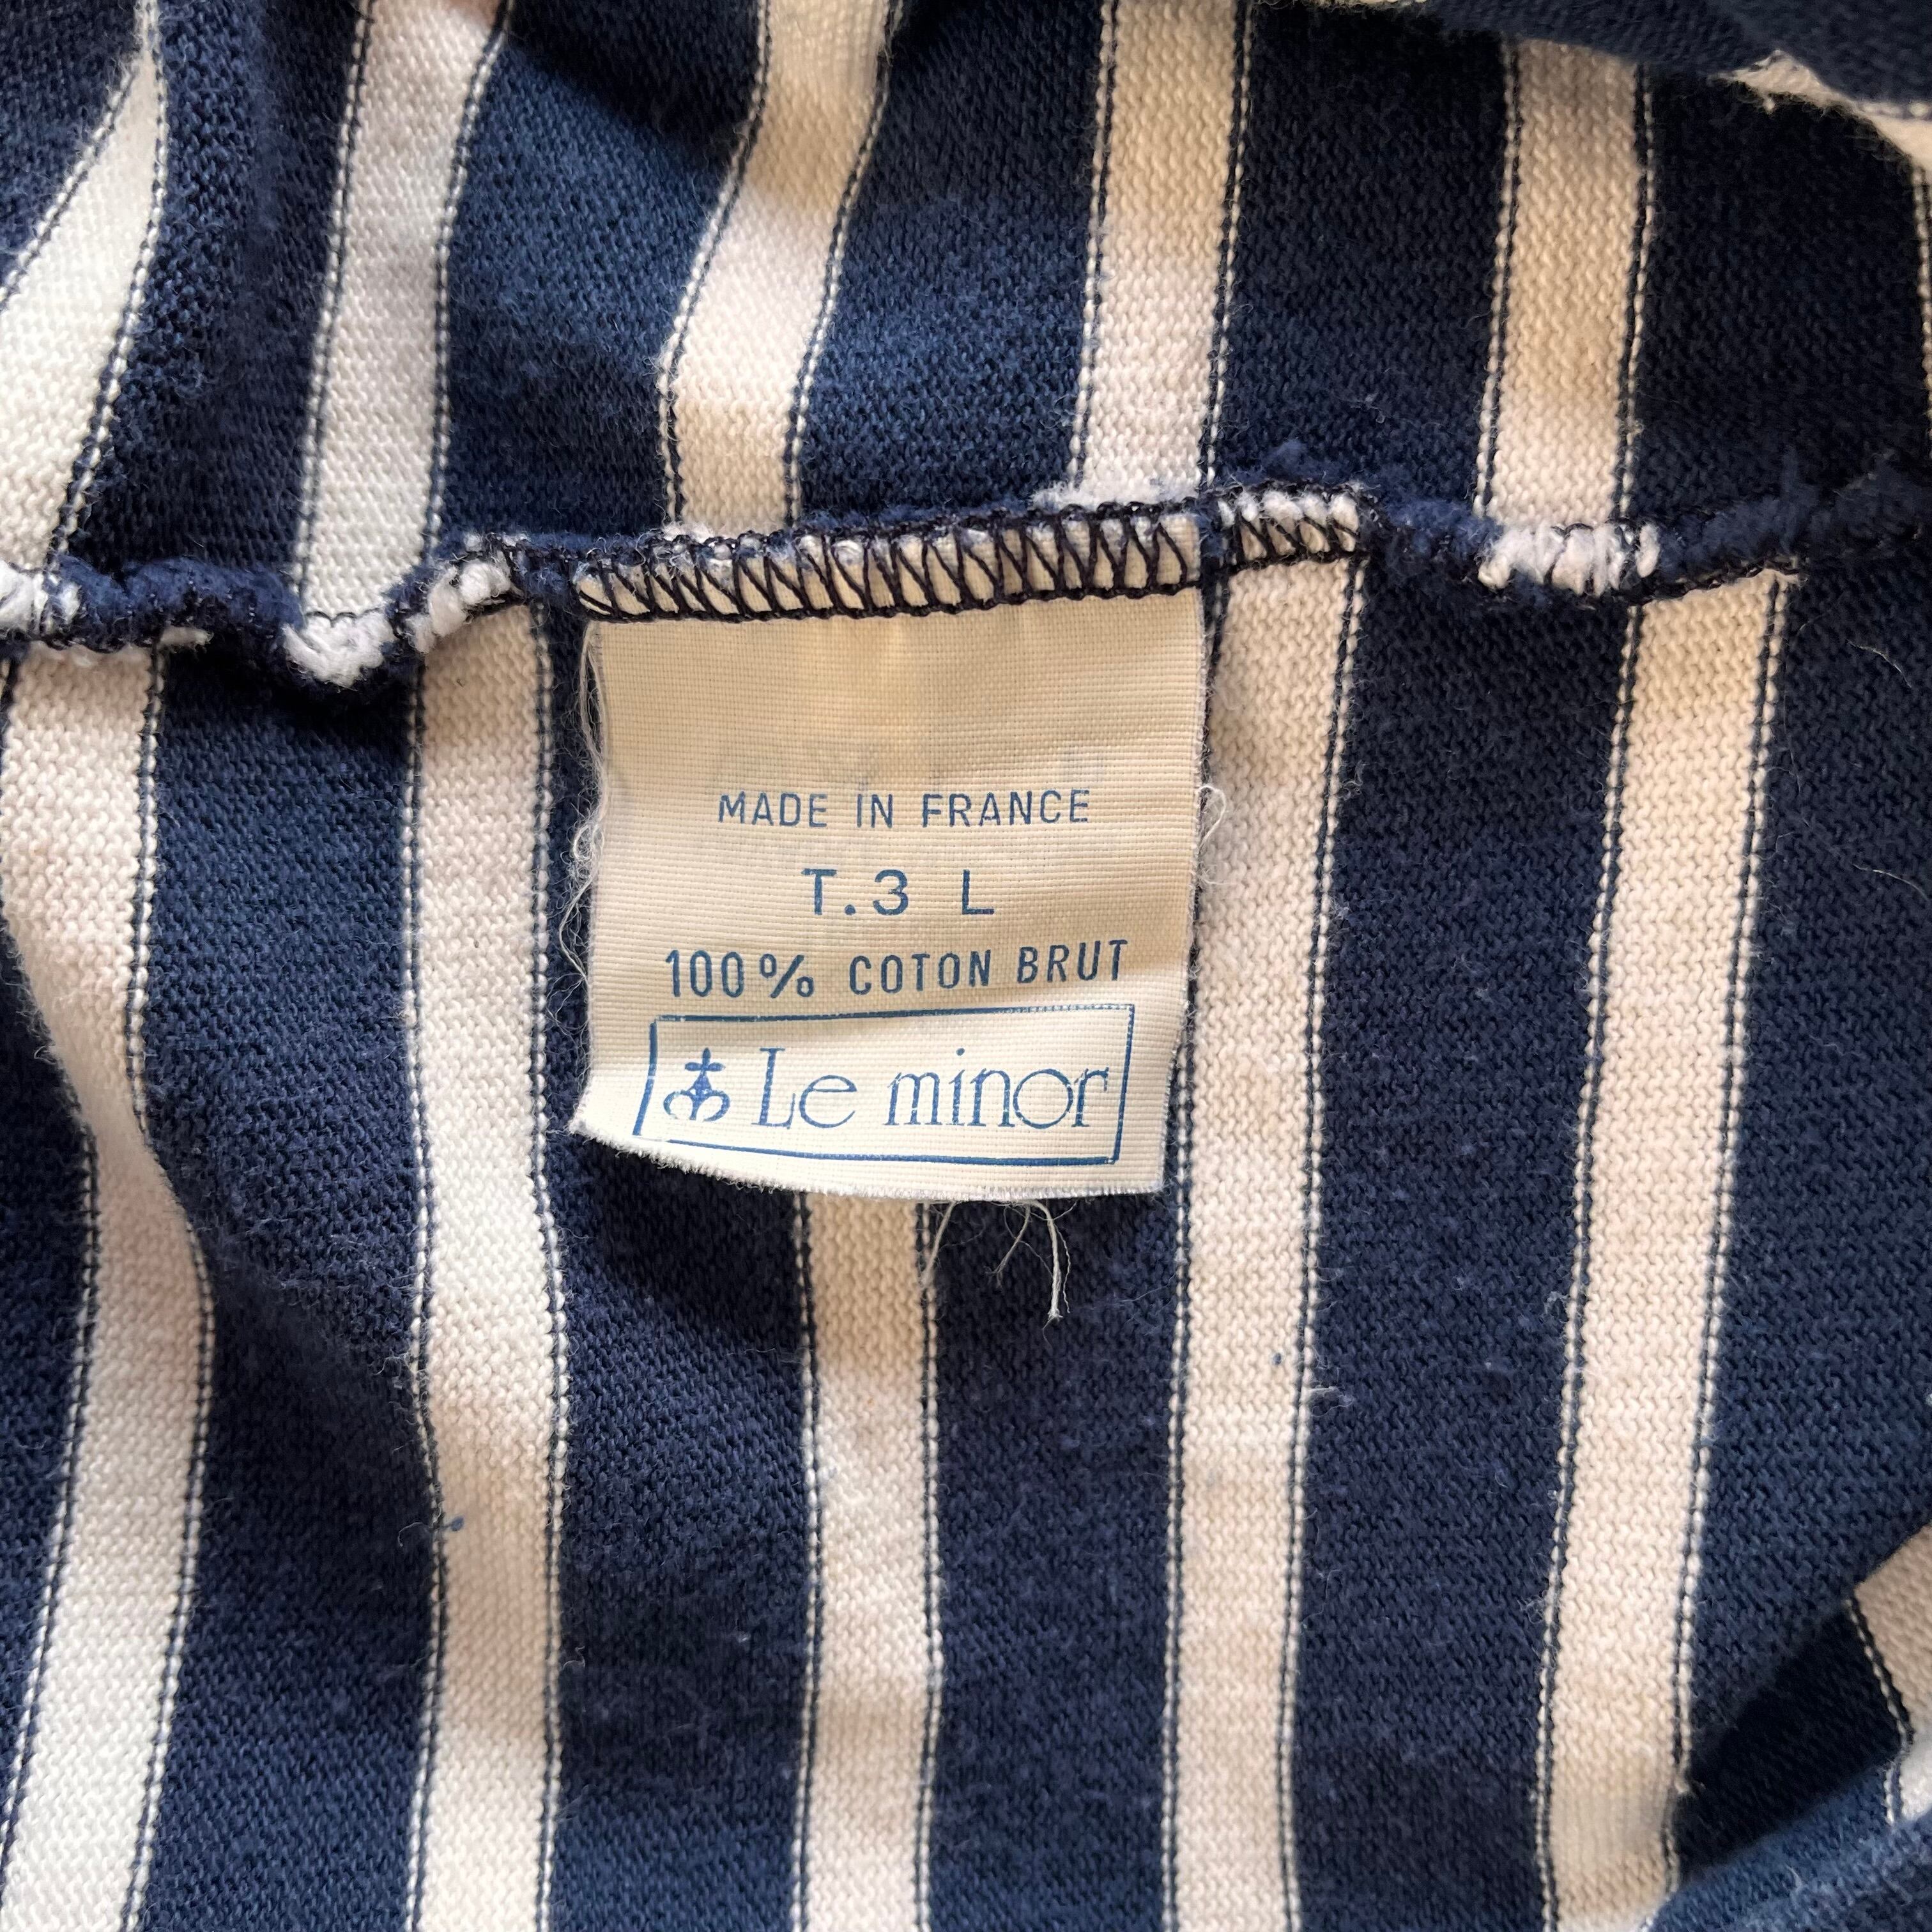 MADE IN FRANCE
T.3 L
100% COTON BRUT
Le minor